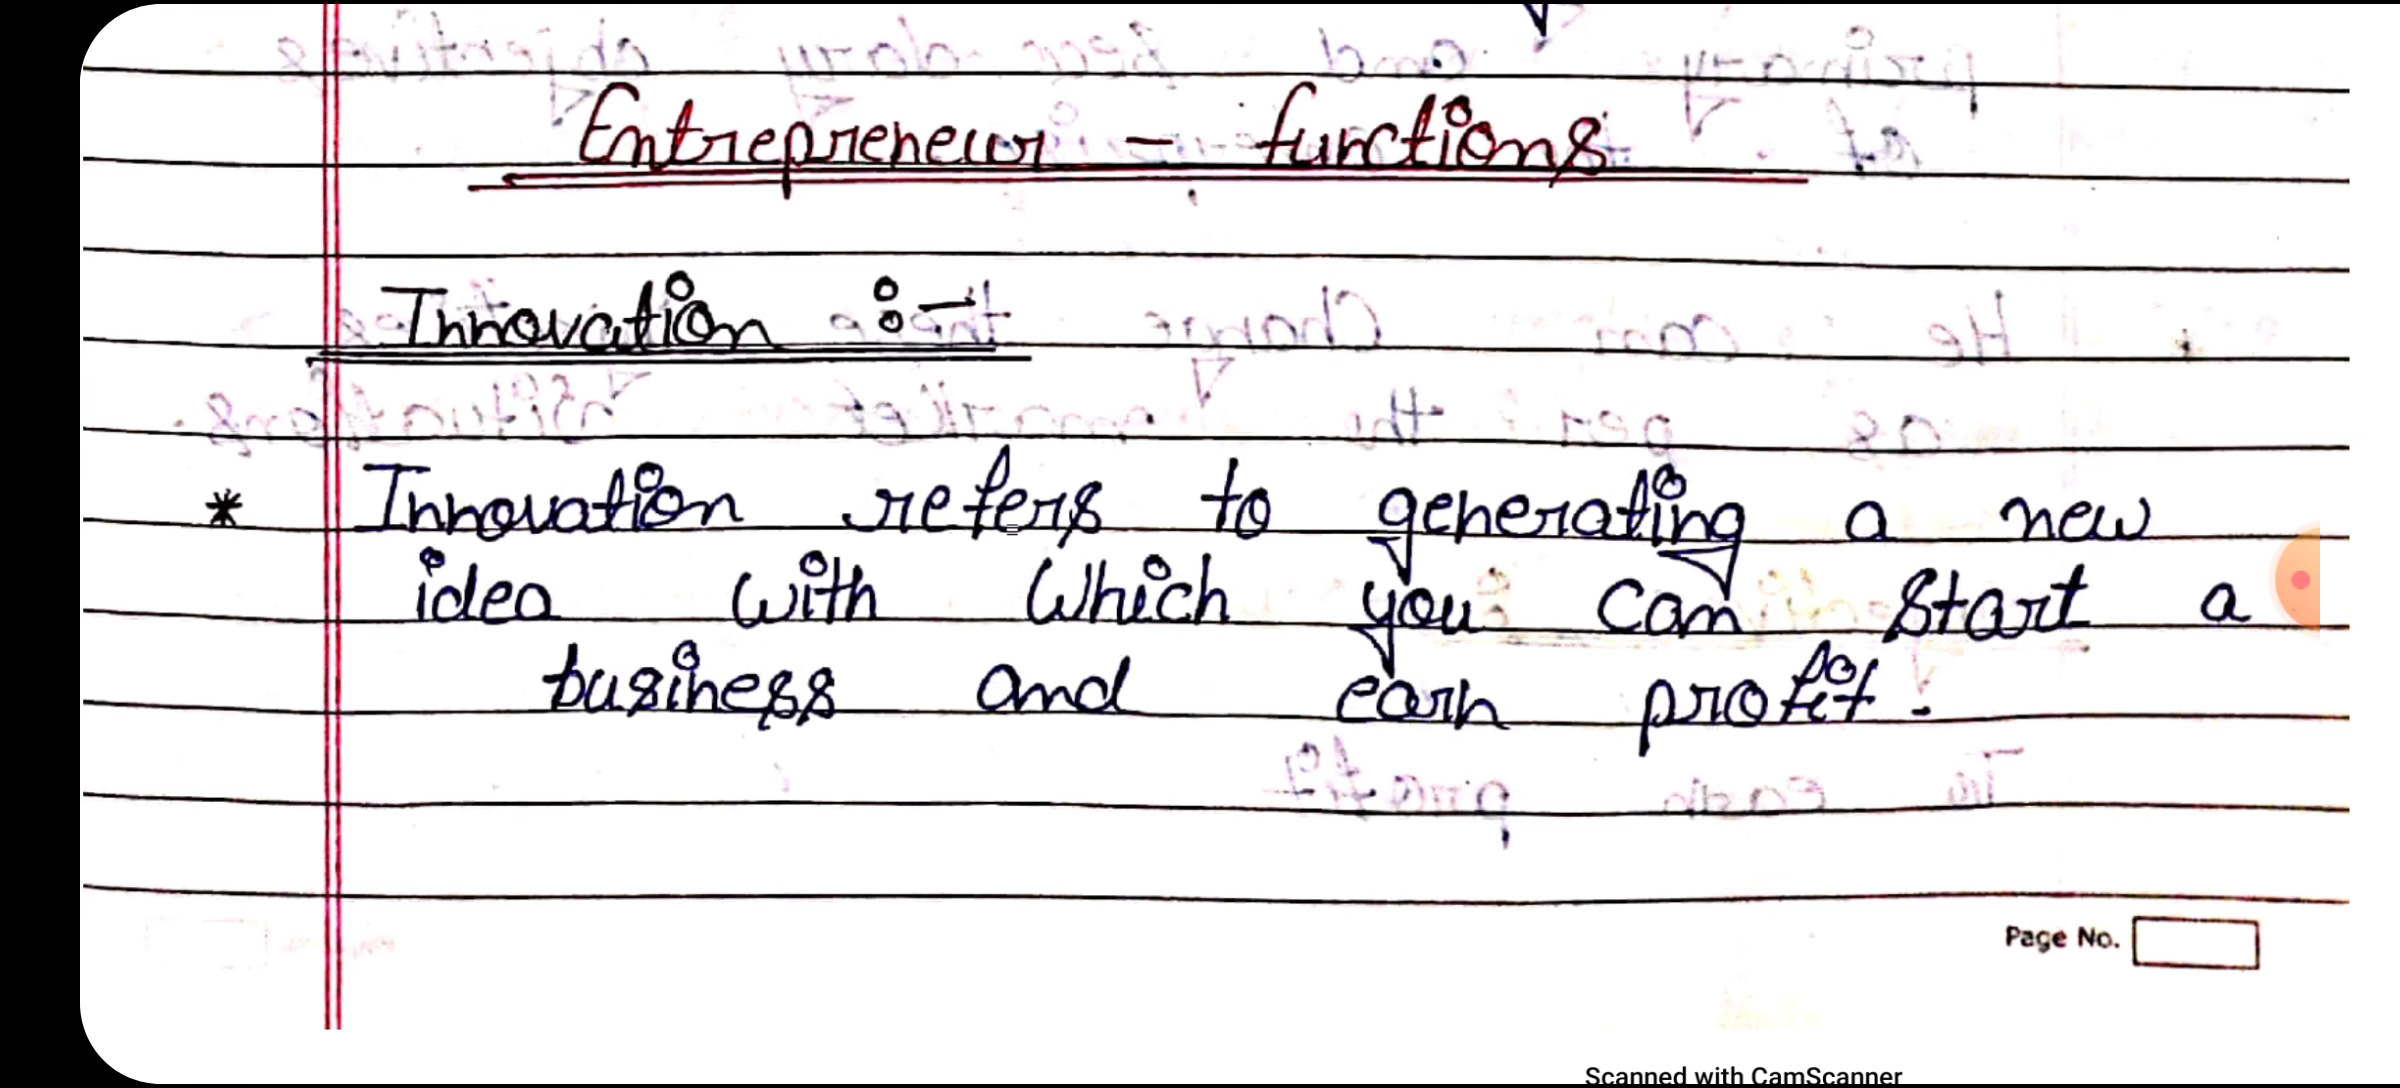 Entrepreneur - functions
Innovation :-
* Innovation refers to generating a new
idea with which you can start a
business and earn profit.
Page No.
Scanned with CamScanner